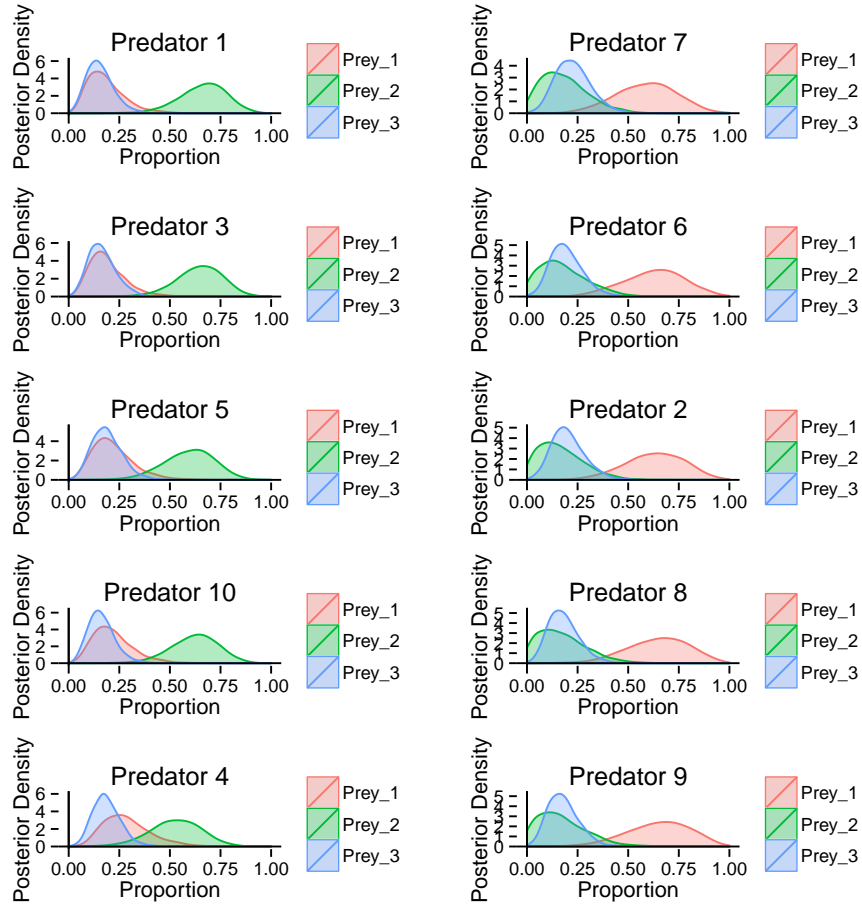 Predator 1
Posterior Density
6
4
2
0
0.00 0.25 0.50 0.75 1.00
Proportion
Prey_1
Prey_2
Prey_3
Predator 7
Posterior Density
4
3
2
1
0
0.00 0.25 0.50 0.75 1.00
Proportion
Prey_1
Prey_2
Prey_3
Predator 3
Posterior Density
6
4
2
0
0.00 0.25 0.50 0.75 1.00
Proportion
Prey_1
Prey_2
Prey_3
Predator 6
Posterior Density
5
4
3
2
1
0
0.00 0.25 0.50 0.75 1.00
Proportion
Prey_1
Prey_2
Prey_3
Predator 5
Posterior Density
4
2
0
0.00 0.25 0.50 0.75 1.00
Proportion
Prey_1
Prey_2
Prey_3
Predator 2
Posterior Density
5
4
3
2
1
0
0.00 0.25 0.50 0.75 1.00
Proportion
Prey_1
Prey_2
Prey_3
Predator 10
Posterior Density
6
4
2
0
0.00 0.25 0.50 0.75 1.00
Proportion
Prey_1
Prey_2
Prey_3
Predator 8
Posterior Density
5
4
3
2
1
0
0.00 0.25 0.50 0.75 1.00
Proportion
Prey_1
Prey_2
Prey_3
Predator 4
Posterior Density
6
4
2
0
0.00 0.25 0.50 0.75 1.00
Proportion
Prey_1
Prey_2
Prey_3
Predator 9
Posterior Density
5
4
3
2
1
0
0.00 0.25 0.50 0.75 1.00
Proportion
Prey_1
Prey_2
Prey_3